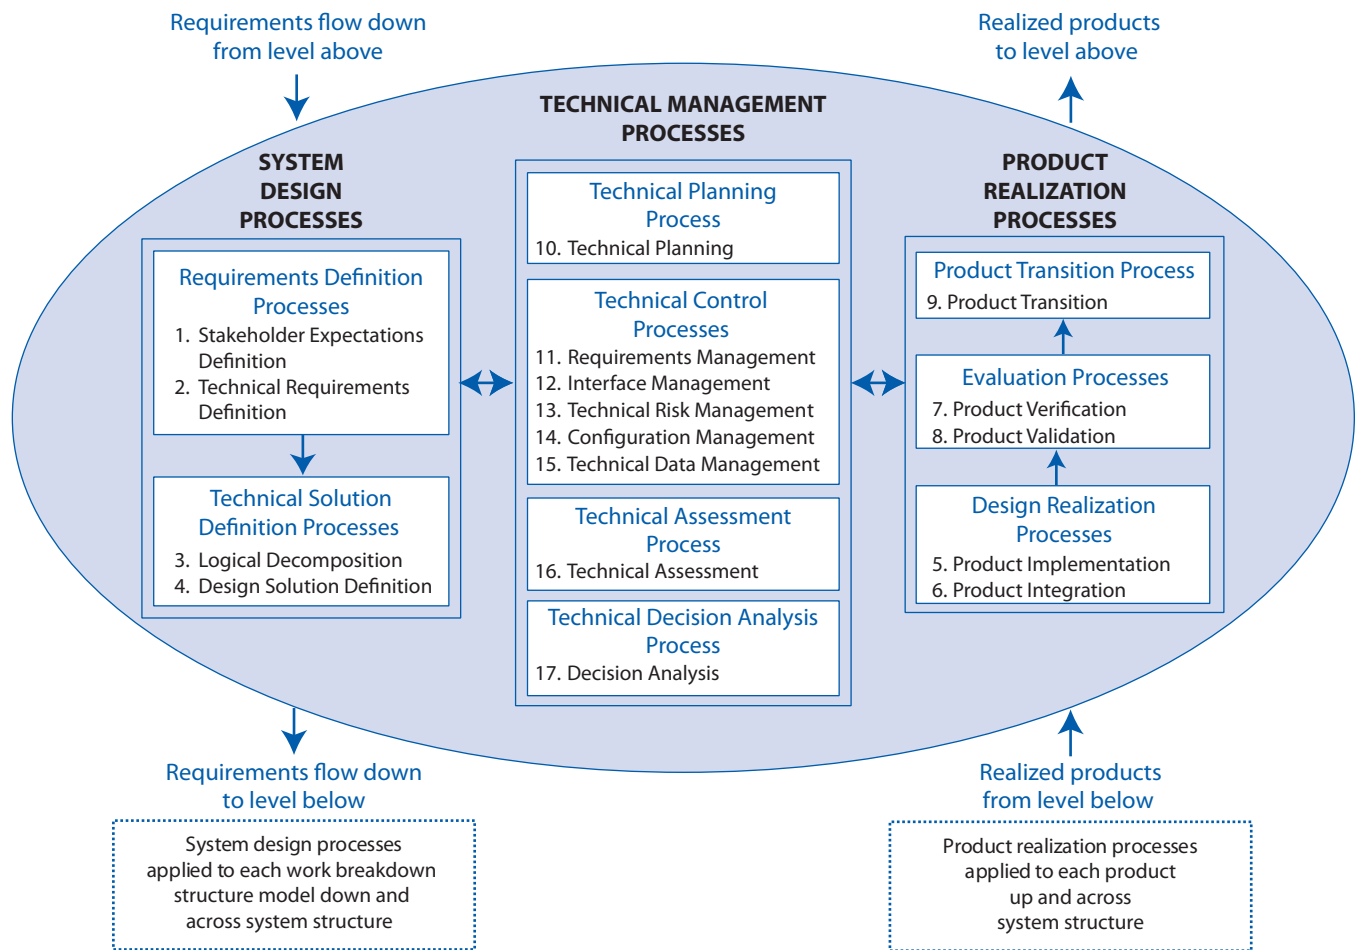 Requirements flow down
from level above
Realized products
to level above
TECHNICAL MANAGEMENT
PROCESSES
SYSTEM
DESIGN
PROCESSES
Requirements Definition
Processes
1. Stakeholder Expectations
Definition
2. Technical Requirements
Definition
Technical Solution
Definition Processes
3. Logical Decomposition
4. Design Solution Definition
Technical Planning
Process
10. Technical Planning
Technical Control
Processes
11. Requirements Management
12. Interface Management
13. Technical Risk Management
14. Configuration Management
15. Technical Data Management
Technical Assessment
Process
16. Technical Assessment
Technical Decision Analysis
Process
17. Decision Analysis
PRODUCT
REALIZATION
PROCESSES
Product Transition Process
9. Product Transition
Evaluation Processes
7. Product Verification
8. Product Validation
Design Realization
Processes
5. Product Implementation
6. Product Integration
Requirements flow down
to level below
System design processes
applied to each work breakdown
structure model down and
across system structure
Realized products
from level below
Product realization processes
applied to each product
up and across
system structure